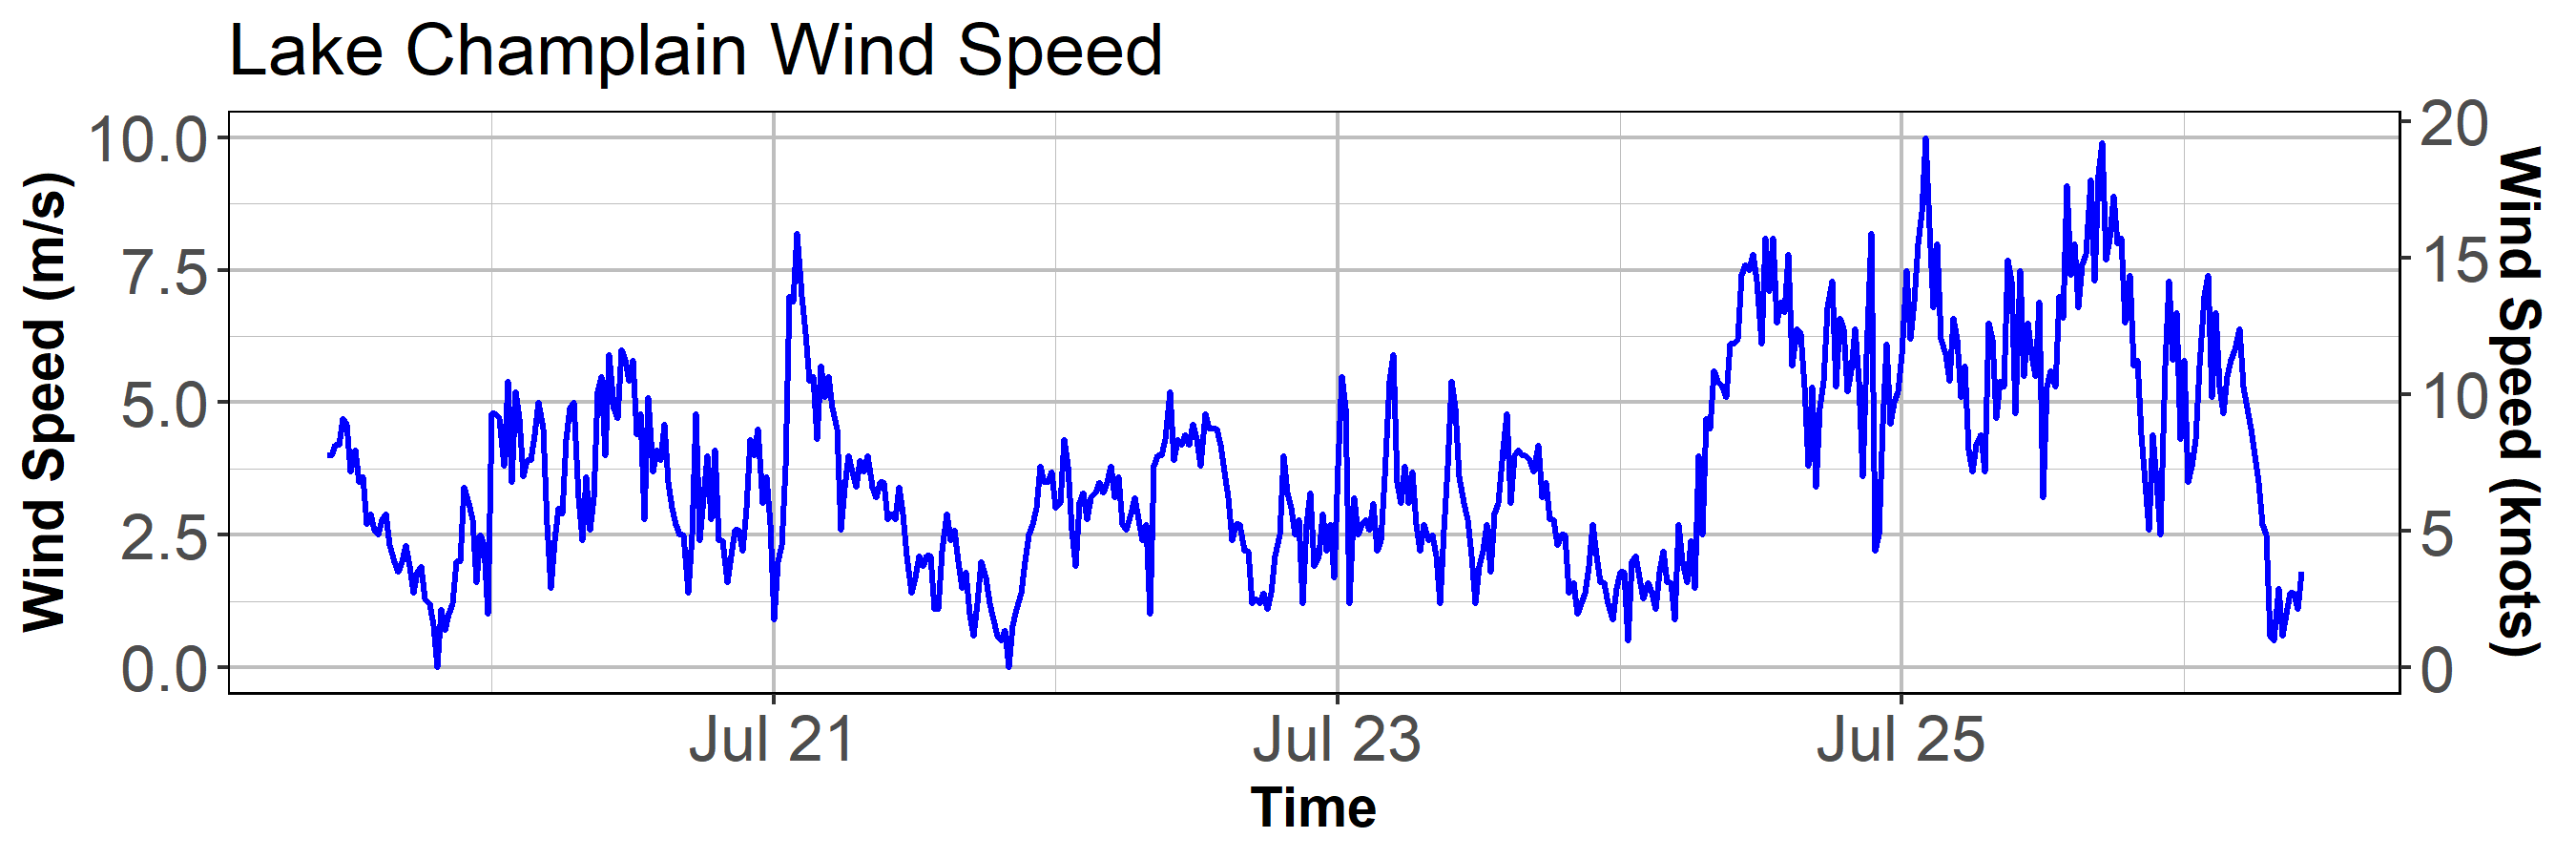 Lake Champlain Wind Speed
Wind Speed (m/s)
10.0
7.5
5.0
2.5
0.0
20
15
10
5
0
Wind Speed (knots)
Jul 21
Jul 23
Jul 25
Time